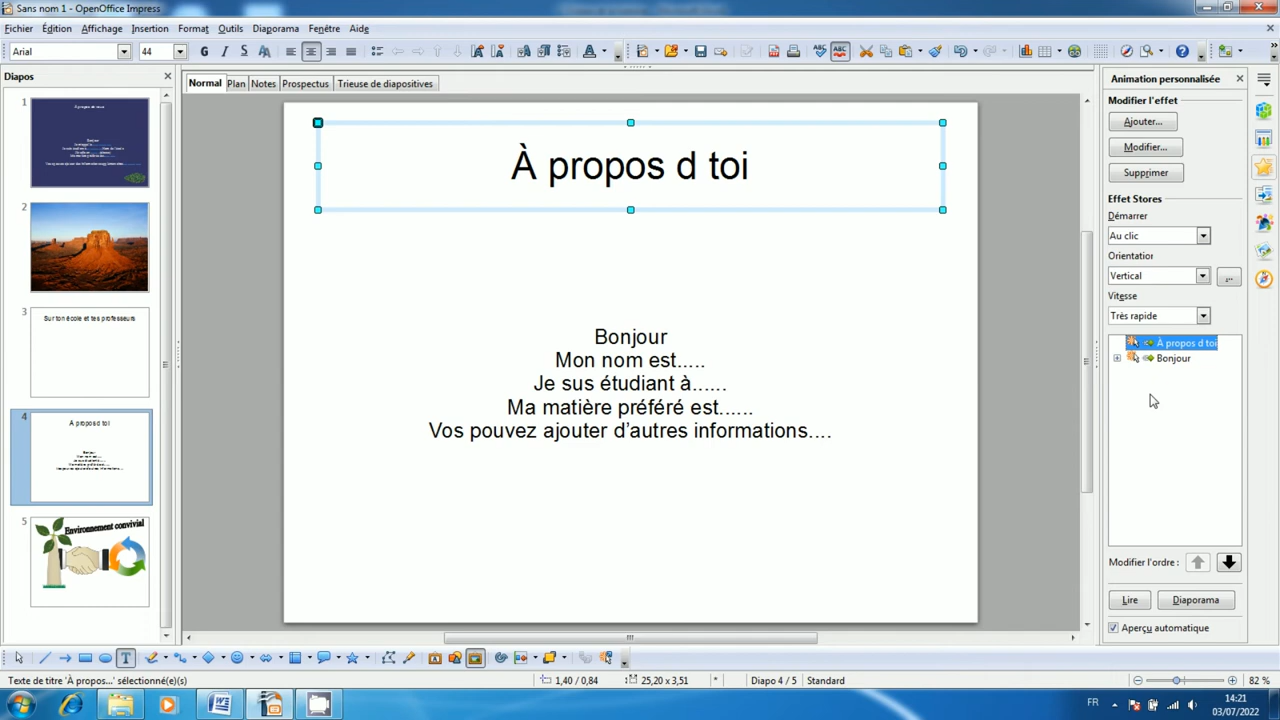 Sans nom 1 - OpenOffice Impress
Fichier Édition Affichage Insertion Format Outils Diaporama Fenêtre Aide
Arial 44
Diapos
Normal Plan Notes Prospectus Trieuse de diapositives
1
2
3
Sur ton école et tes professeurs
4
5
Environnement convivial
À propos d toi
Bonjour
Mon nom est.....
Je sus étudiant à......
Ma matière préféré est......
Vos pouvez ajouter d'autres informations....
Animation personnalisée
Modifier l'effet
Ajouter...
Modifier...
Supprimer
Effet Stores
Démarrer
Au clic
Orientation
Vertical
...
Vitesse
Très rapide
À propos d toi
Bonjour
Modifier l'ordre :
Lire Diaporama
Aperçu automatique
Texte de titre 'À propos...' sélectionné(e)(s) 1,40 / 0,84 25,20 x 3,51 * Diapo 4 / 5 Standard 82 %
FR 14:21
03/07/2022